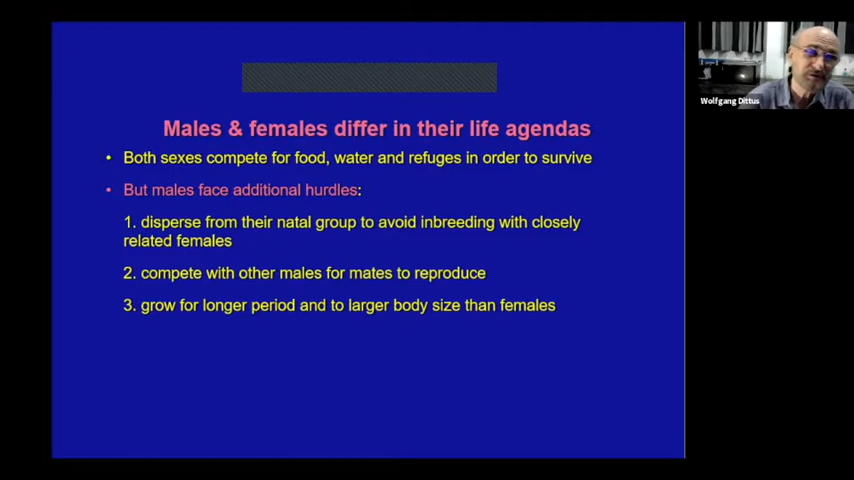 Males & females differ in their life agendas
• Both sexes compete for food, water and refuges in order to survive
• But males face additional hurdles:
1. disperse from their natal group to avoid inbreeding with closely
related females
2. compete with other males for mates to reproduce
3. grow for longer period and to larger body size than females
Wolfgang Dittus